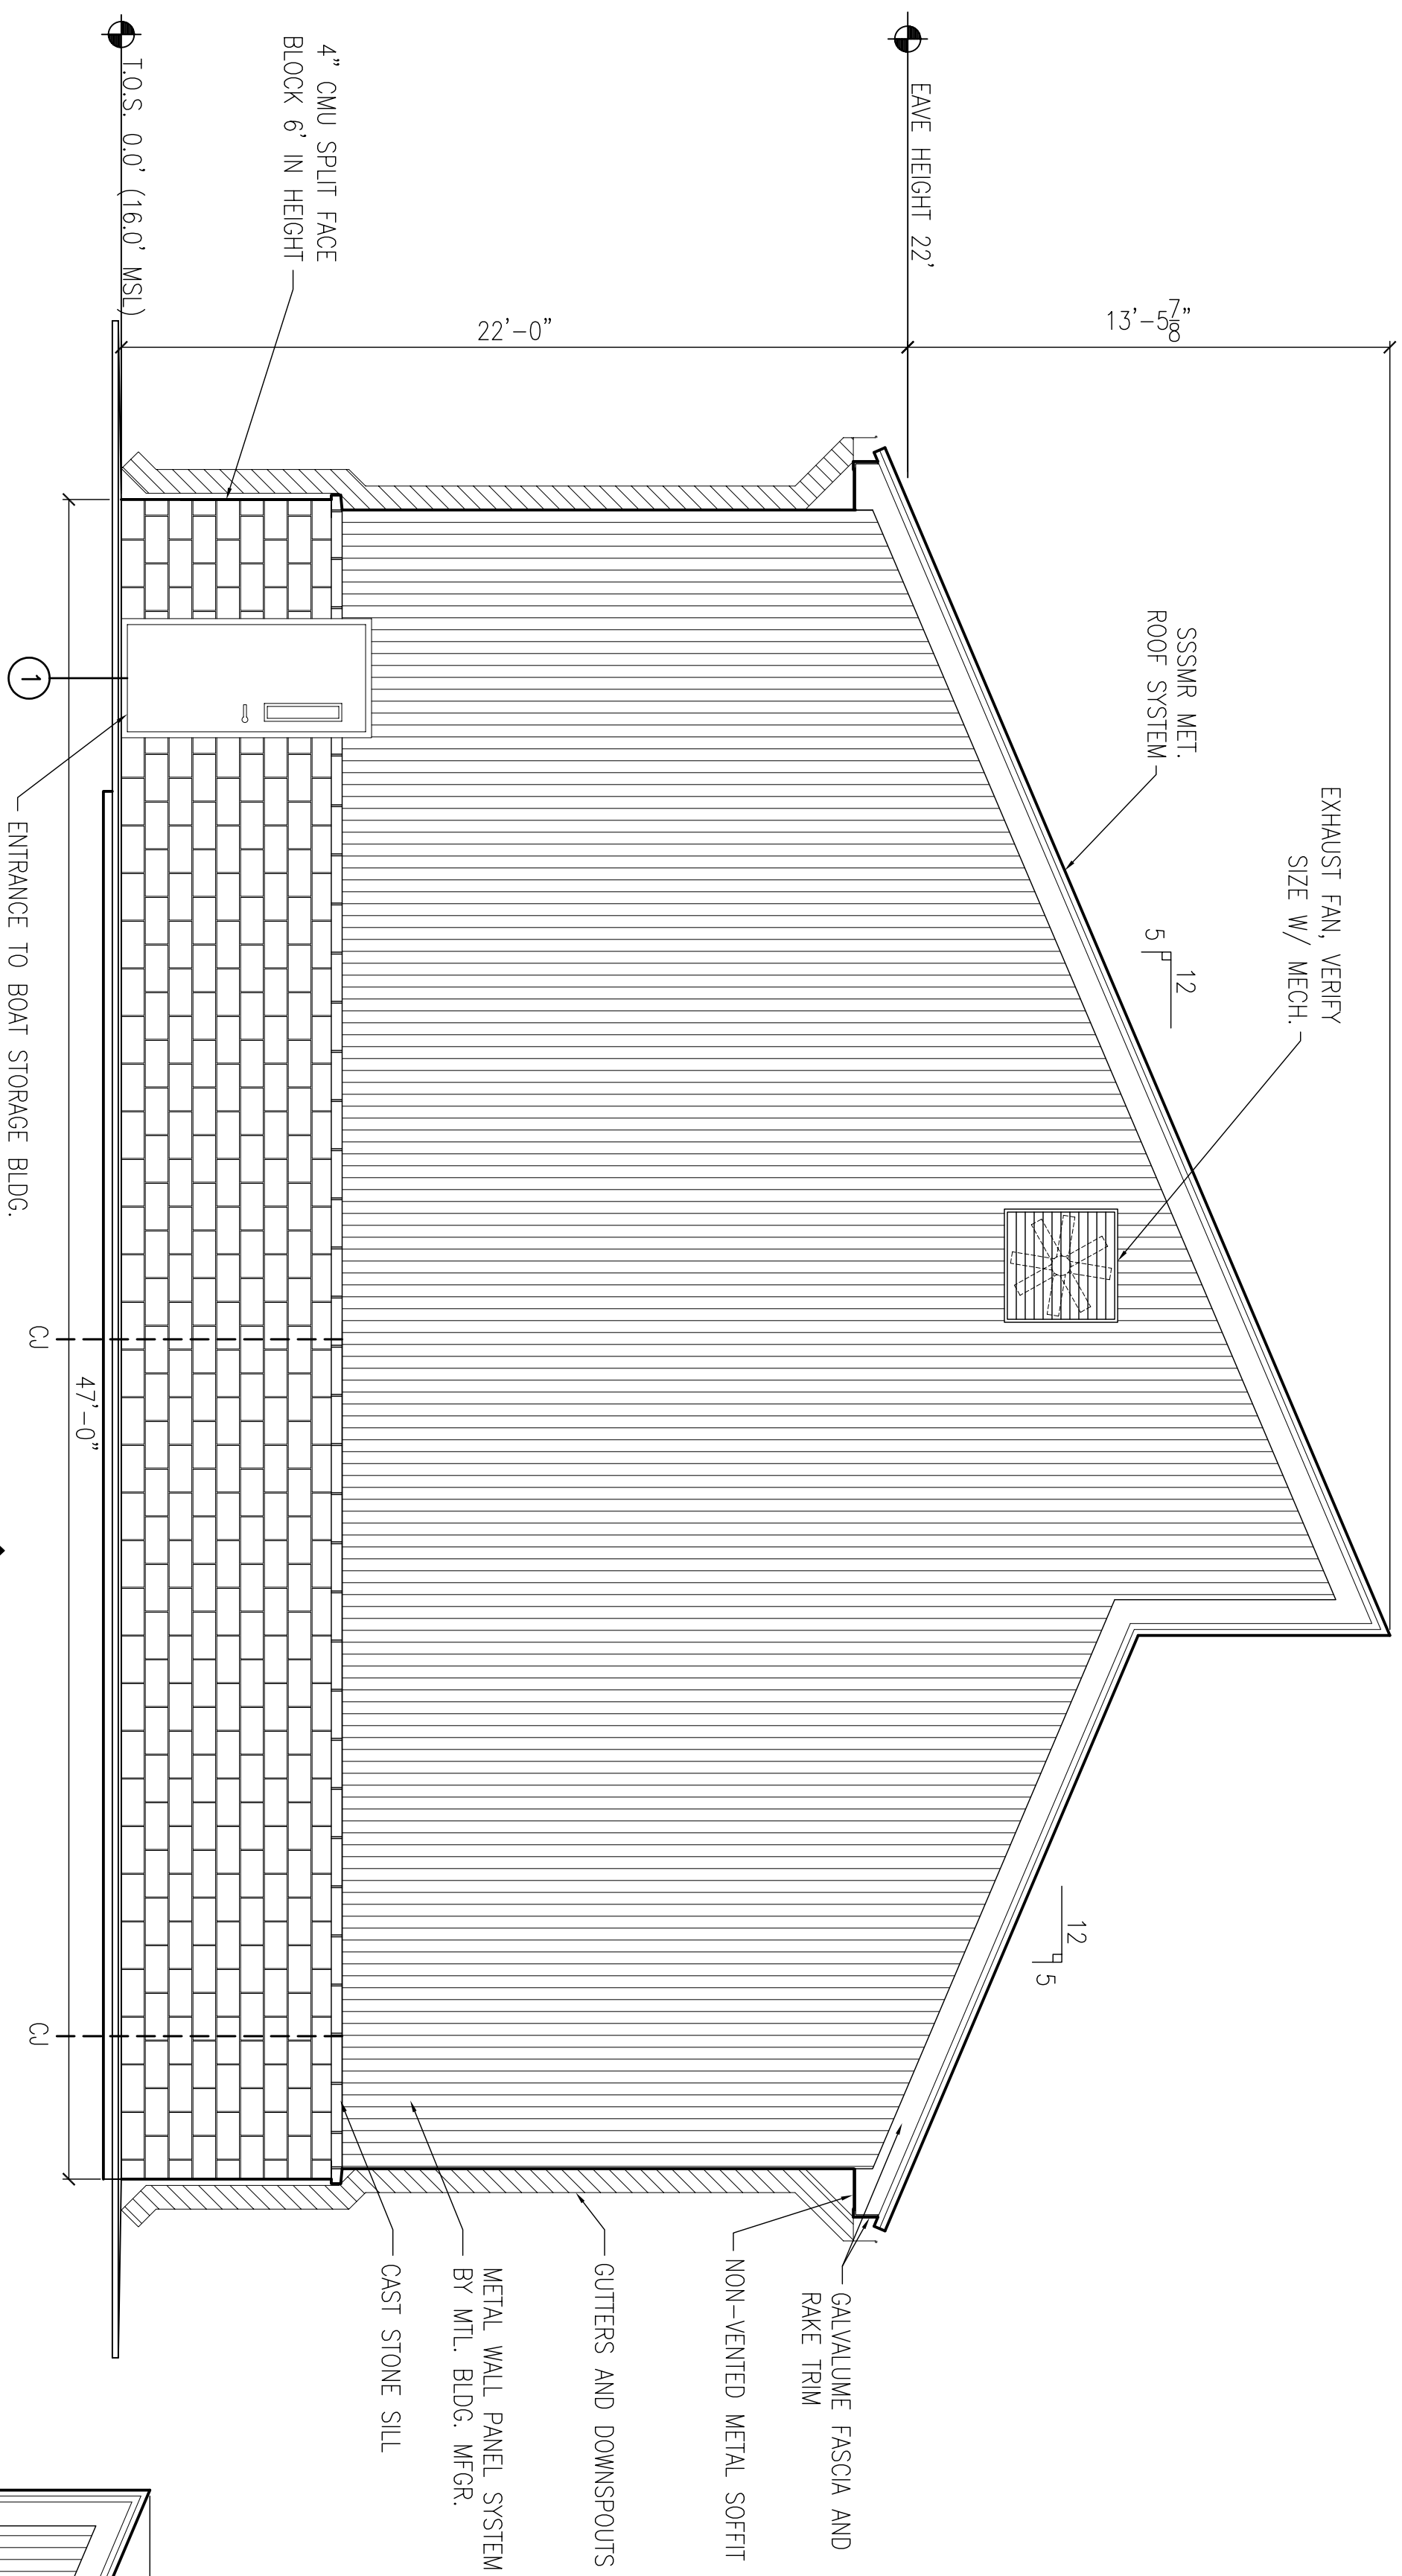 EXHAUST FAN, VERIFY
SIZE W/ MECH.
SSSMR MET.
ROOF SYSTEM
12
5
13'-5 7/8"
12
5
EAVE HEIGHT 22'
22'-0"
GALVALUME FASCIA AND
RAKE TRIM
NON-VENTED METAL SOFFIT
GUTTERS AND DOWNSPOUTS
METAL WALL PANEL SYSTEM
BY MTL. BLDG. MFGR.
CAST STONE SILL
4" CMU SPLIT FACE
BLOCK 6' IN HEIGHT
T.O.S. 0.0' (16.0' MSL)
47'-0"
CJ
CJ
1
ENTRANCE TO BOAT STORAGE BLDG.